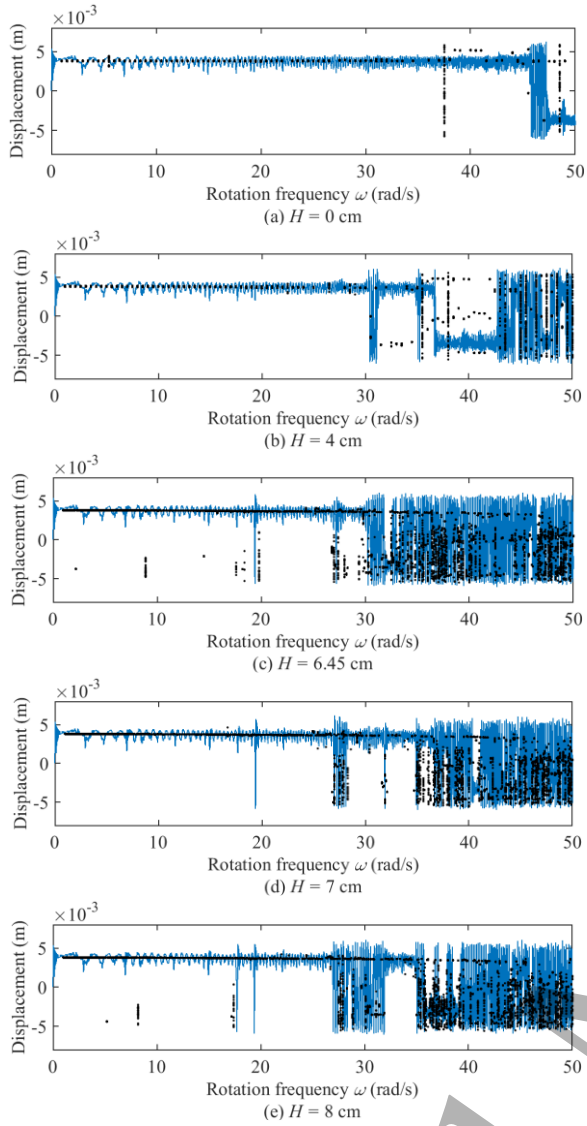 ×10-3
Displacement (m)
5
0
-5
0 10 20 30 40 50
Rotation frequency ω (rad/s)
(a) H = 0 cm
×10-3
Displacement (m)
5
0
-5
0 10 20 30 40 50
Rotation frequency ω (rad/s)
(b) H = 4 cm
×10-3
Displacement (m)
5
0
-5
0 10 20 30 40 50
Rotation frequency ω (rad/s)
(c) H = 6.45 cm
×10-3
Displacement (m)
5
0
-5
0 10 20 30 40 50
Rotation frequency ω (rad/s)
(d) H = 7 cm
×10-3
Displacement (m)
5
0
-5
0 10 20 30 40 50
Rotation frequency ω (rad/s)
(e) H = 8 cm